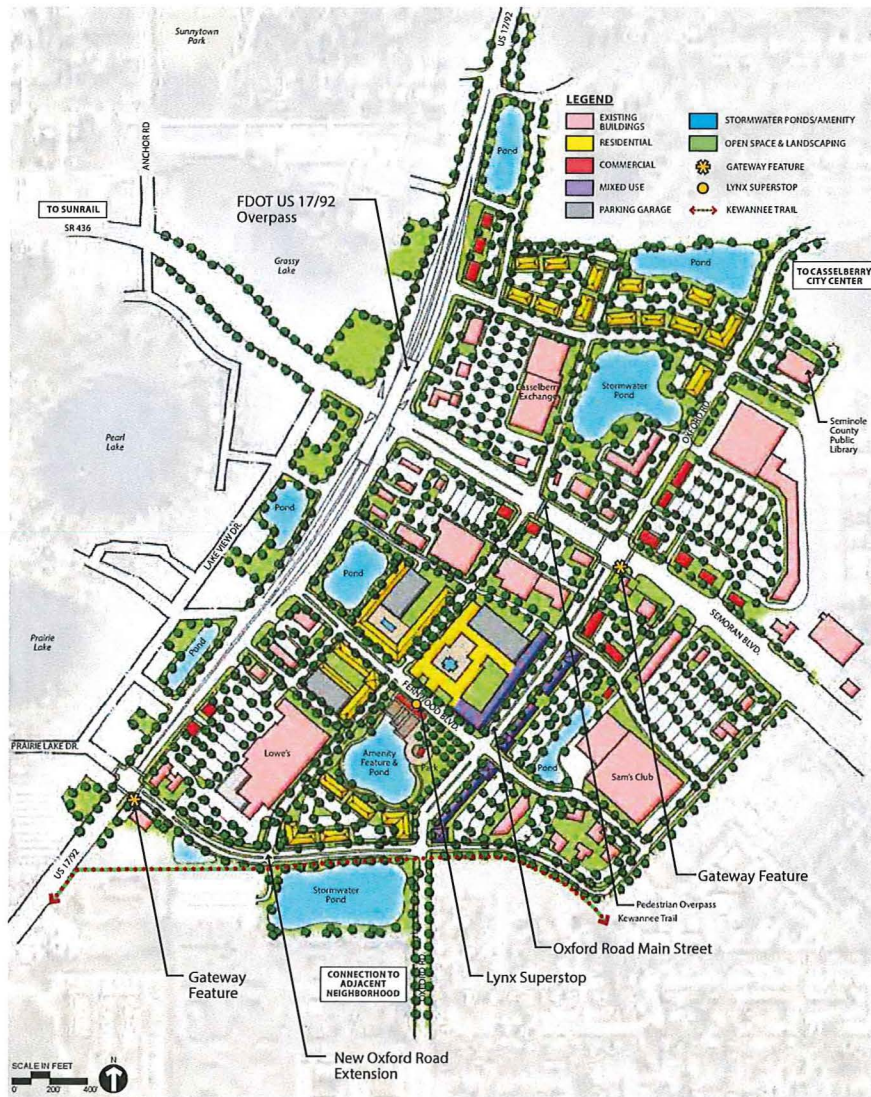 Sunnytown
Park
US 17/92
LEGEND
EXISTING
BUILDINGS
RESIDENTIAL
COMMERCIAL
MIXED USE
PARKING GARAGE
STORMWATER PONDS/AMENITY
OPEN SPACE & LANDSCAPING
GATEWAY FEATURE
LYNX SUPERSTOP
KEWANNEE TRAIL
ANCHOR RD
TO SUNRAIL
SR 436
FDOT US 17/92
Overpass
Grassy
Lake
Pond
Pond
TO CASSELBERRY
CITY CENTER
Casselberry
Exchange
Stormwater
Pond
OXFORD RD.
Seminole
County
Public
Library
Pearl
Lake
LAKE VIEW DR.
Pond
Pond
Prairie
Lake
Pond
SEMORAN BLVD.
FERNWOOD BLVD.
PRAIRIE LAKE DR.
Lowe's
Amenity
Feature &
Pond
Pond
Sam's Club
US 17/92
Stormwater
Pond
Gateway Feature
Pedestrian Overpass
Kewannee Trail
Oxford Road Main Street
Lynx Superstop
Gateway
Feature
CONNECTION TO
ADJACENT
NEIGHBORHOOD
New Oxford Road
Extension
SCALE IN FEET
0' 200' 400'
N